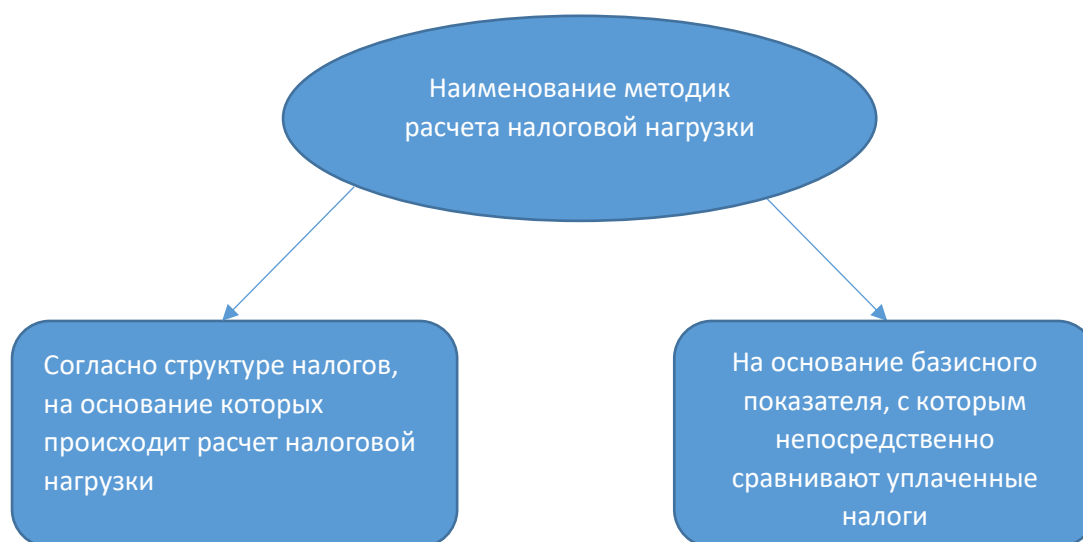 Наименование методик
расчета налоговой нагрузки
Согласно структуре налогов,
на основание которых
происходит расчет налоговой
нагрузки
На основание базисного
показателя, с которым
непосредственно
сравнивают уплаченные
налоги